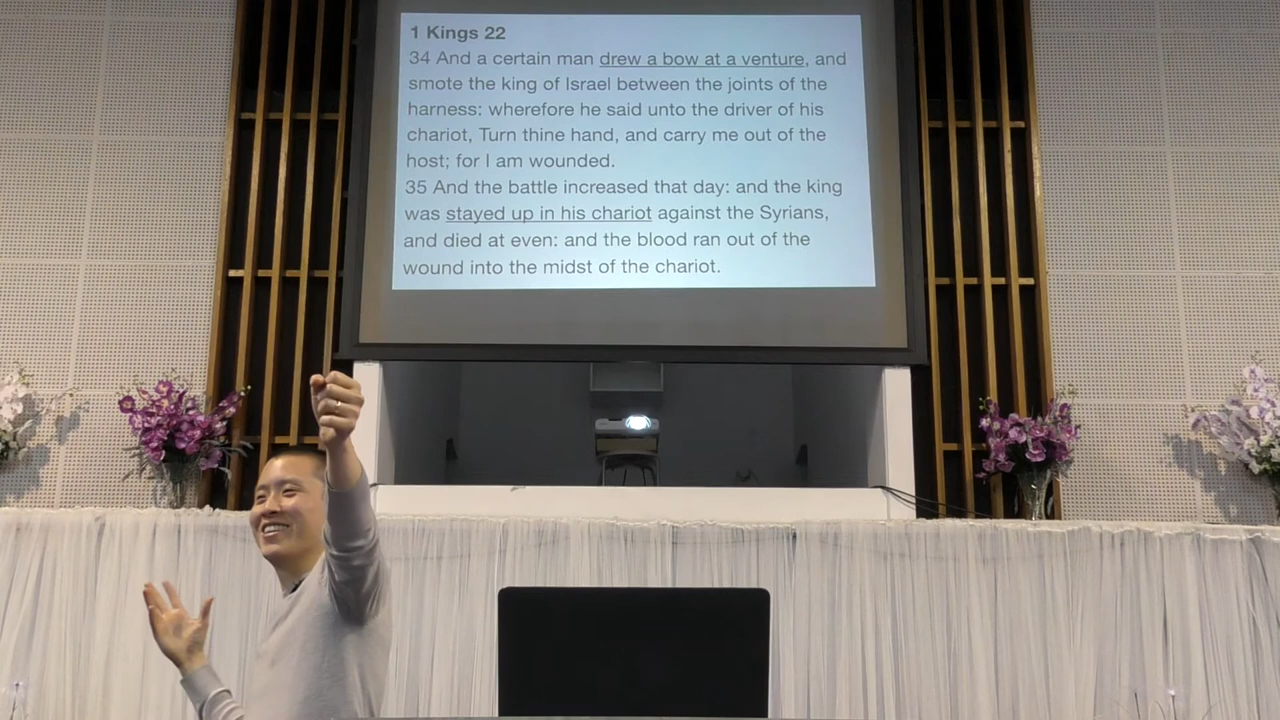 1 Kings 22
34 And a certain man drew a bow at a venture, and
smote the king of Israel between the joints of the
harness: wherefore he said unto the driver of his
chariot, Turn thine hand, and carry me out of the
host; for I am wounded.
35 And the battle increased that day: and the king
was stayed up in his chariot against the Syrians,
and died at even: and the blood ran out of the
wound into the midst of the chariot.